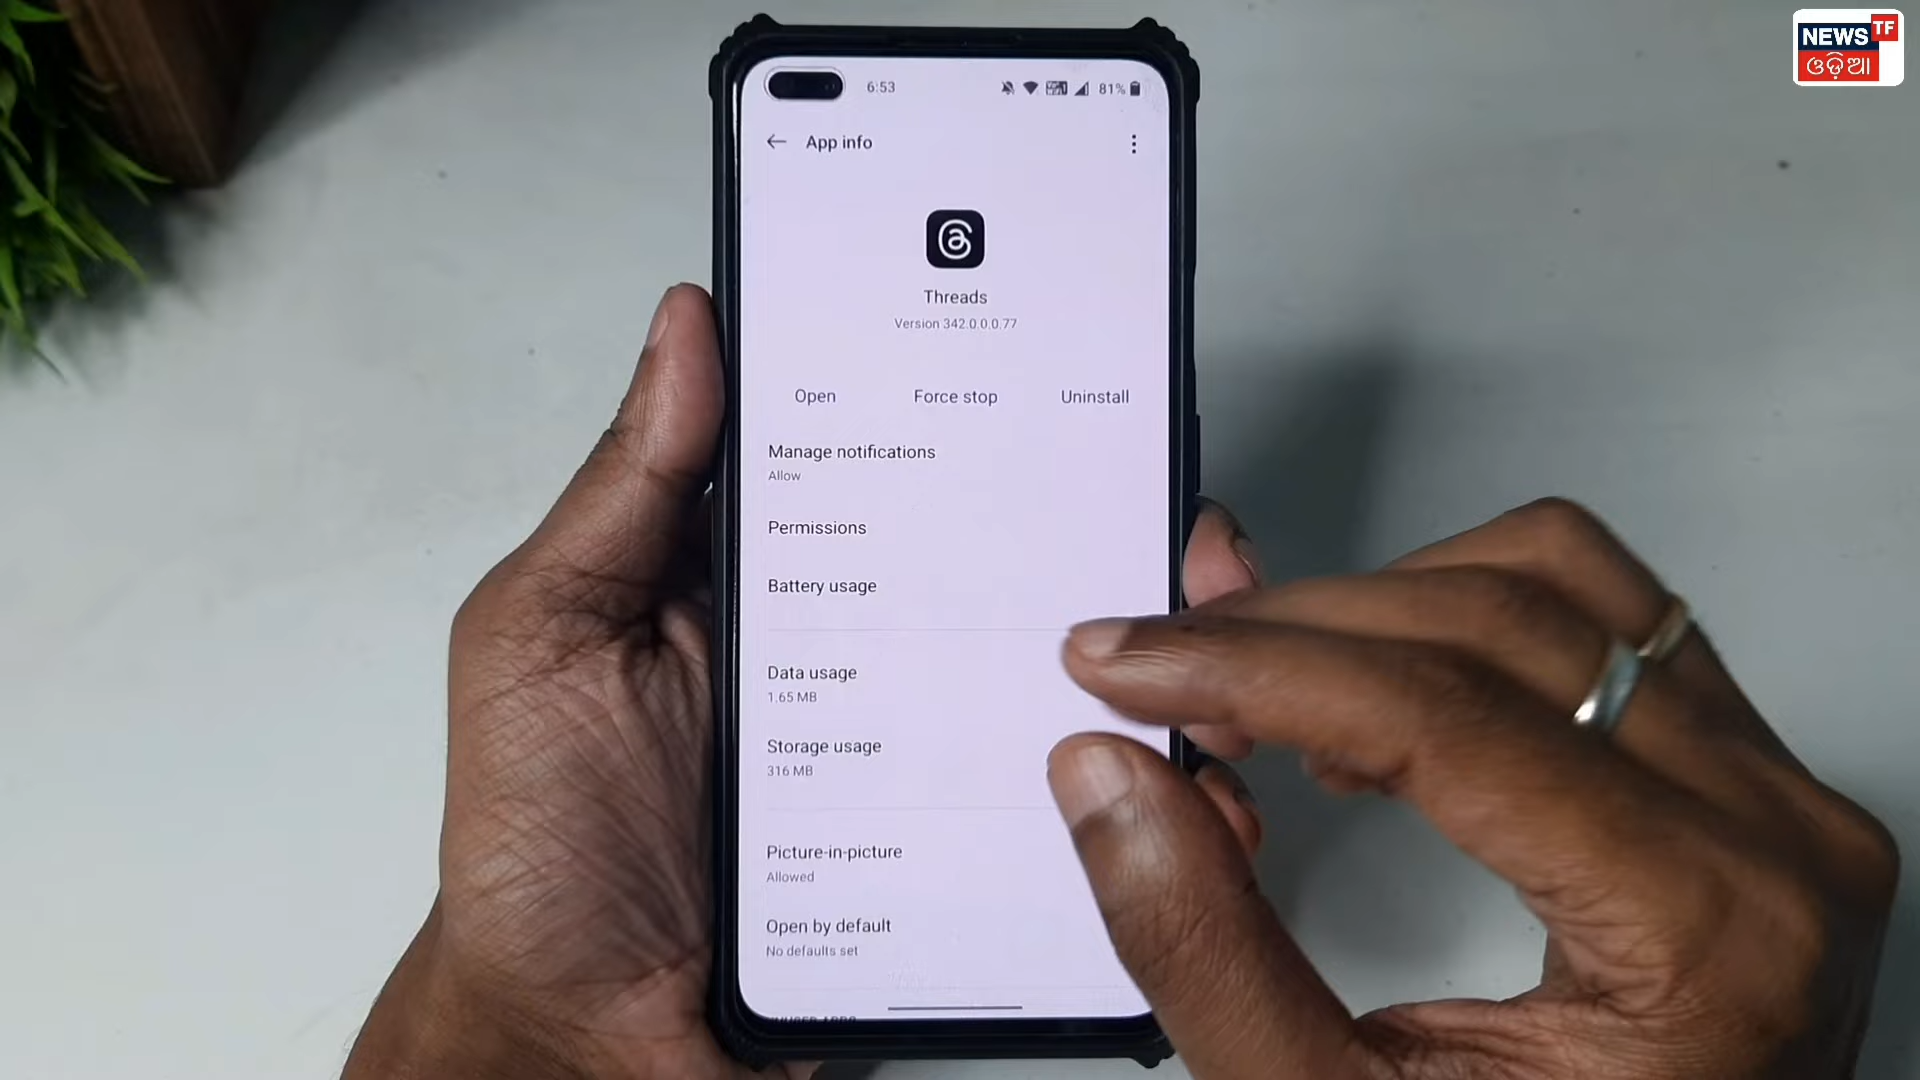 NEWS TF
ଓଡ଼ିଆ
6:53
81%
App info
Threads
Version 342.0.0.0.77
Open
Force stop
Uninstall
Manage notifications
Allow
Permissions
Battery usage
Data usage
1.65 MB
Storage usage
316 MB
Picture-in-picture
Allowed
Open by default
No defaults set